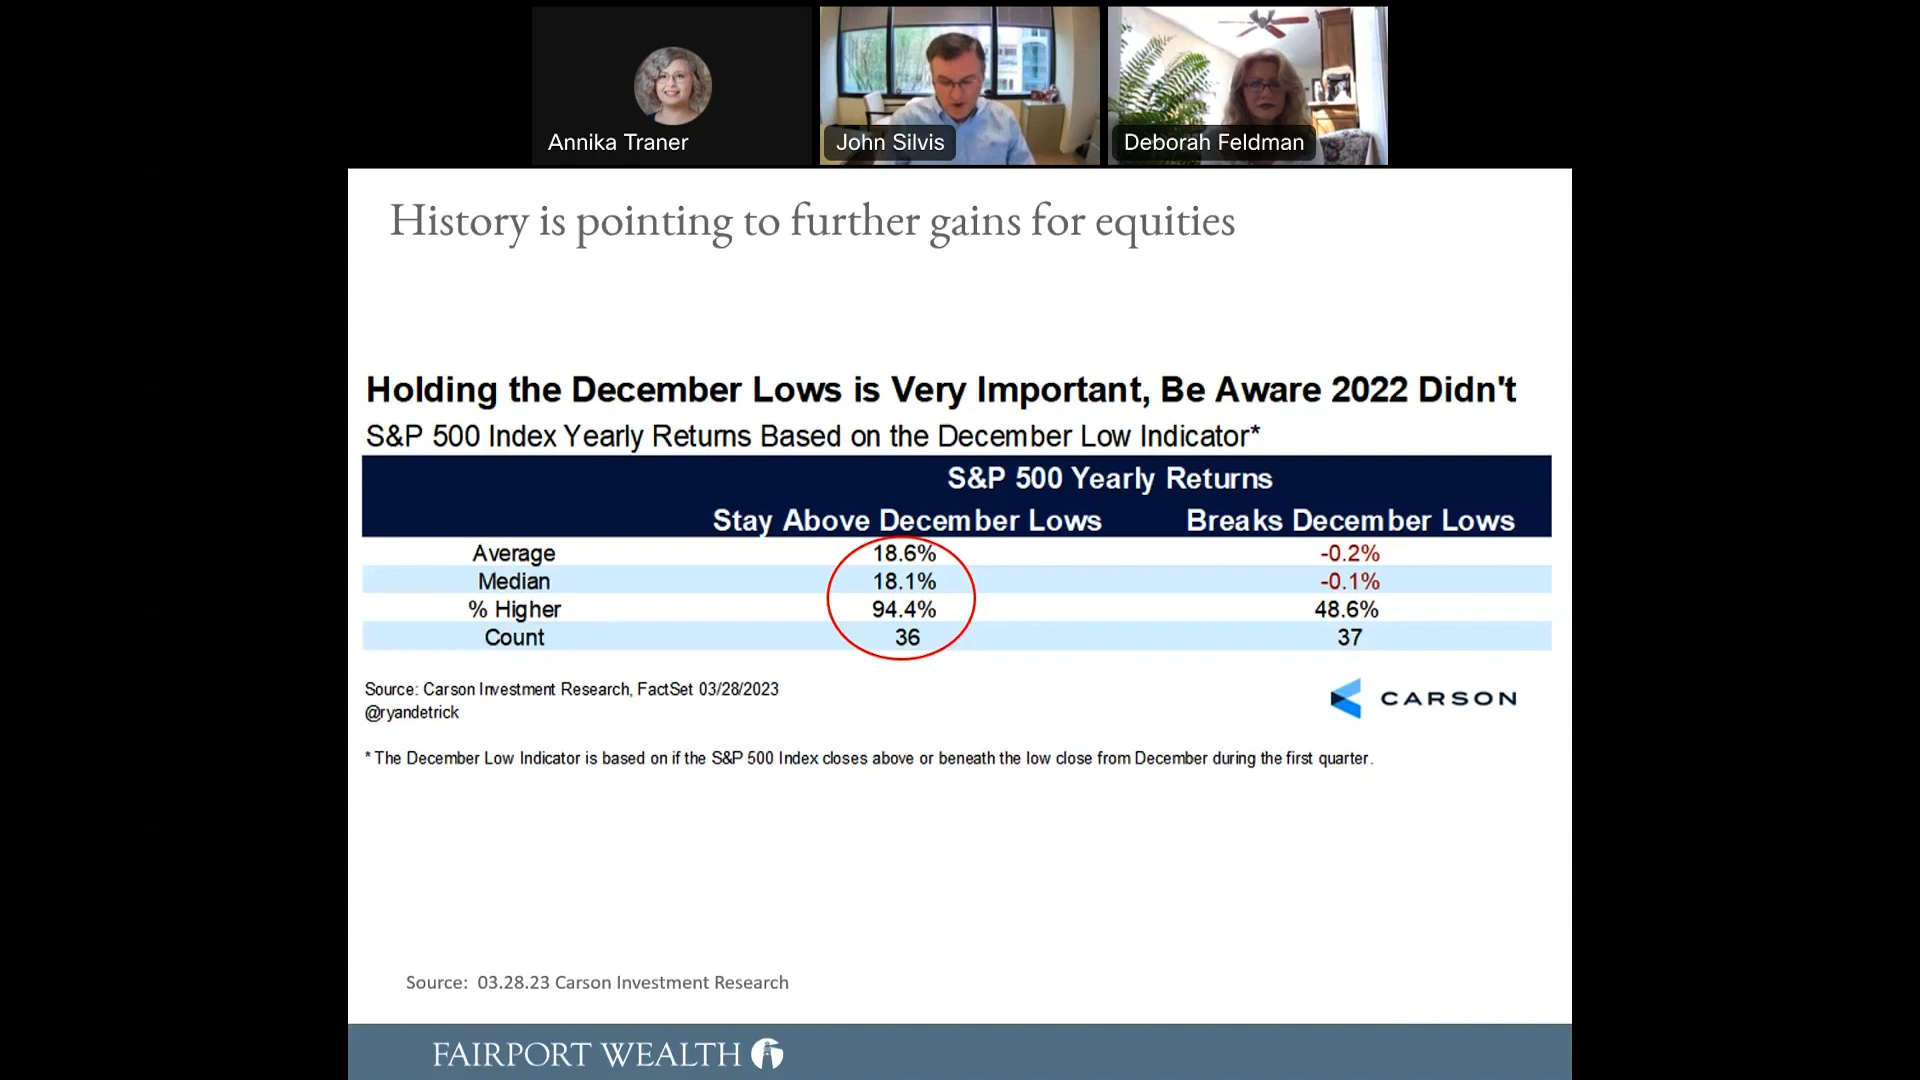 Annika Traner
John Silvis
Deborah Feldman
History is pointing to further gains for equities
Holding the December Lows is Very Important, Be Aware 2022 Didn't
S&P 500 Index Yearly Returns Based on the December Low Indicator*
S&P 500 Yearly Returns
Stay Above December Lows Breaks December Lows
Average 18.6% -0.2%
Median 18.1% -0.1%
% Higher 94.4% 48.6%
Count 36 37
Source: Carson Investment Research, FactSet 03/28/2023
@ryandetrick
CARSON
* The December Low Indicator is based on if the S&P 500 Index closes above or beneath the low close from December during the first quarter.
Source: 03.28.23 Carson Investment Research
FAIRPORT WEALTH